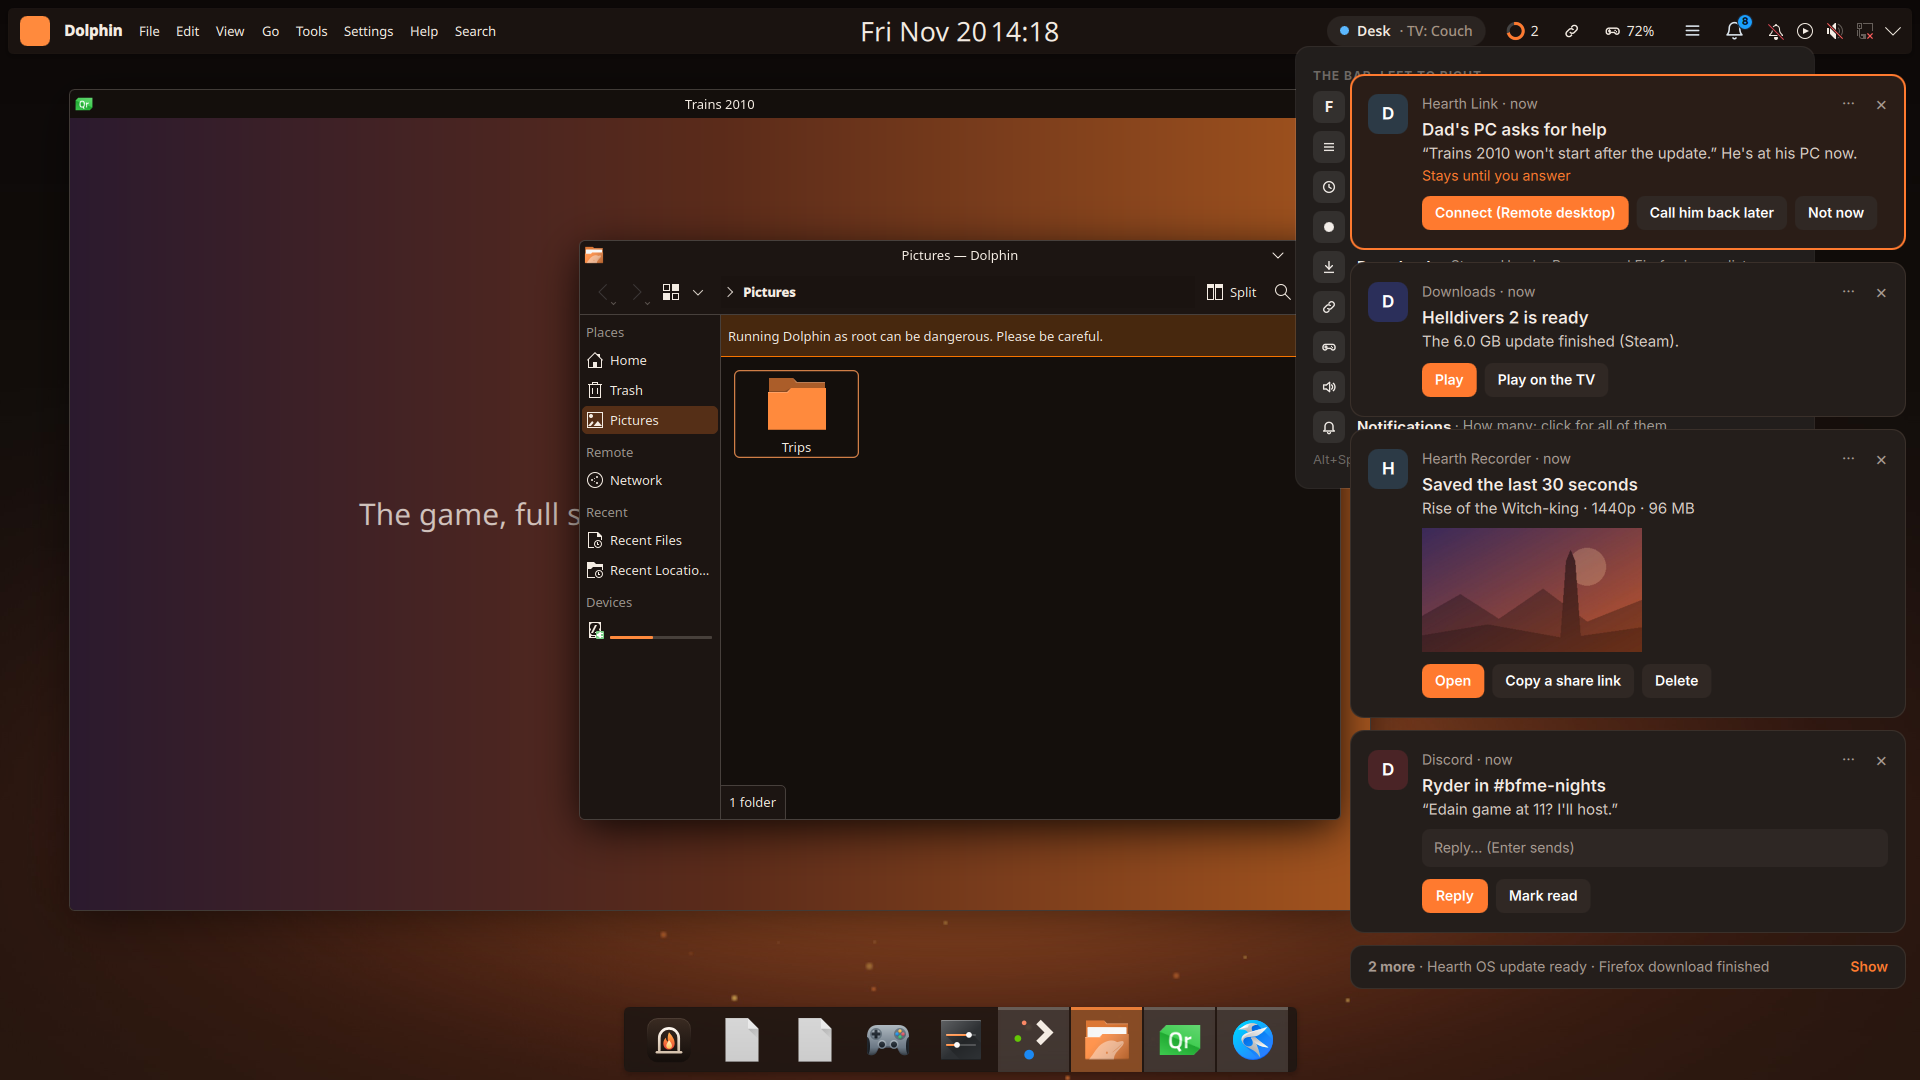 Dolphin File Edit View Go Tools Settings Help Search
Fri Nov 20 14:18
Desk · TV: Couch
2
72%
8
Trains 2010
The game, full s
Pictures — Dolphin
Pictures
Split
Places
Home
Trash
Pictures
Remote
Network
Recent
Recent Files
Recent Locatio...
Devices
Running Dolphin as root can be dangerous. Please be careful.
Trips
1 folder
THE BAR, LEFT TO RIGHT
F
Notifications · How many; click for all of them
Alt+Sp
D
Hearth Link · now
Dad's PC asks for help
“Trains 2010 won't start after the update.” He's at his PC now.
Stays until you answer
Connect (Remote desktop) Call him back later Not now
D
Downloads · now
Helldivers 2 is ready
The 6.0 GB update finished (Steam).
Play Play on the TV
H
Hearth Recorder · now
Saved the last 30 seconds
Rise of the Witch-king · 1440p · 96 MB
Open Copy a share link Delete
D
Discord · now
Ryder in #bfme-nights
“Edain game at 11? I'll host.”
Reply... (Enter sends)
Reply Mark read
2 more · Hearth OS update ready · Firefox download finished Show
Qr